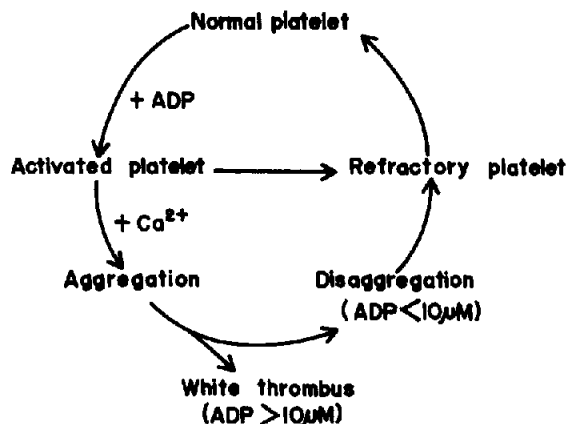 Normal platelet
+ ADP
Activated platelet
Refractory platelet
+ Ca²⁺
Aggregation
Disaggregation
(ADP<10µM)
White thrombus
(ADP >10µM)